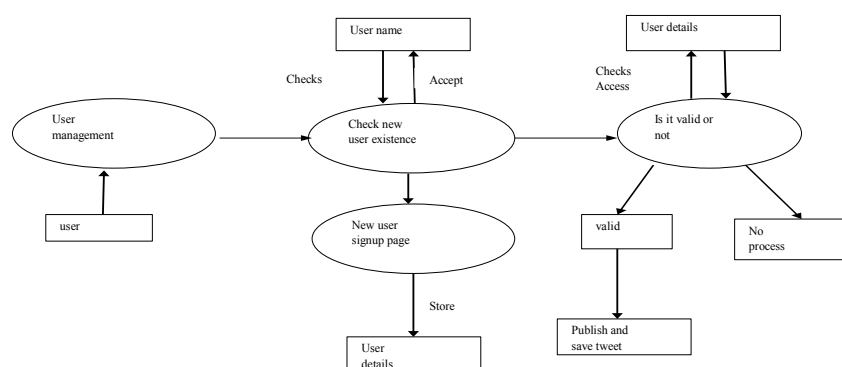 User name
User details
Checks
Accept
Checks
Access
User
management
Check new
user existence
Is it valid or
not
user
New user
signup page
valid
No
process
Store
Publish and
save tweet
User
details